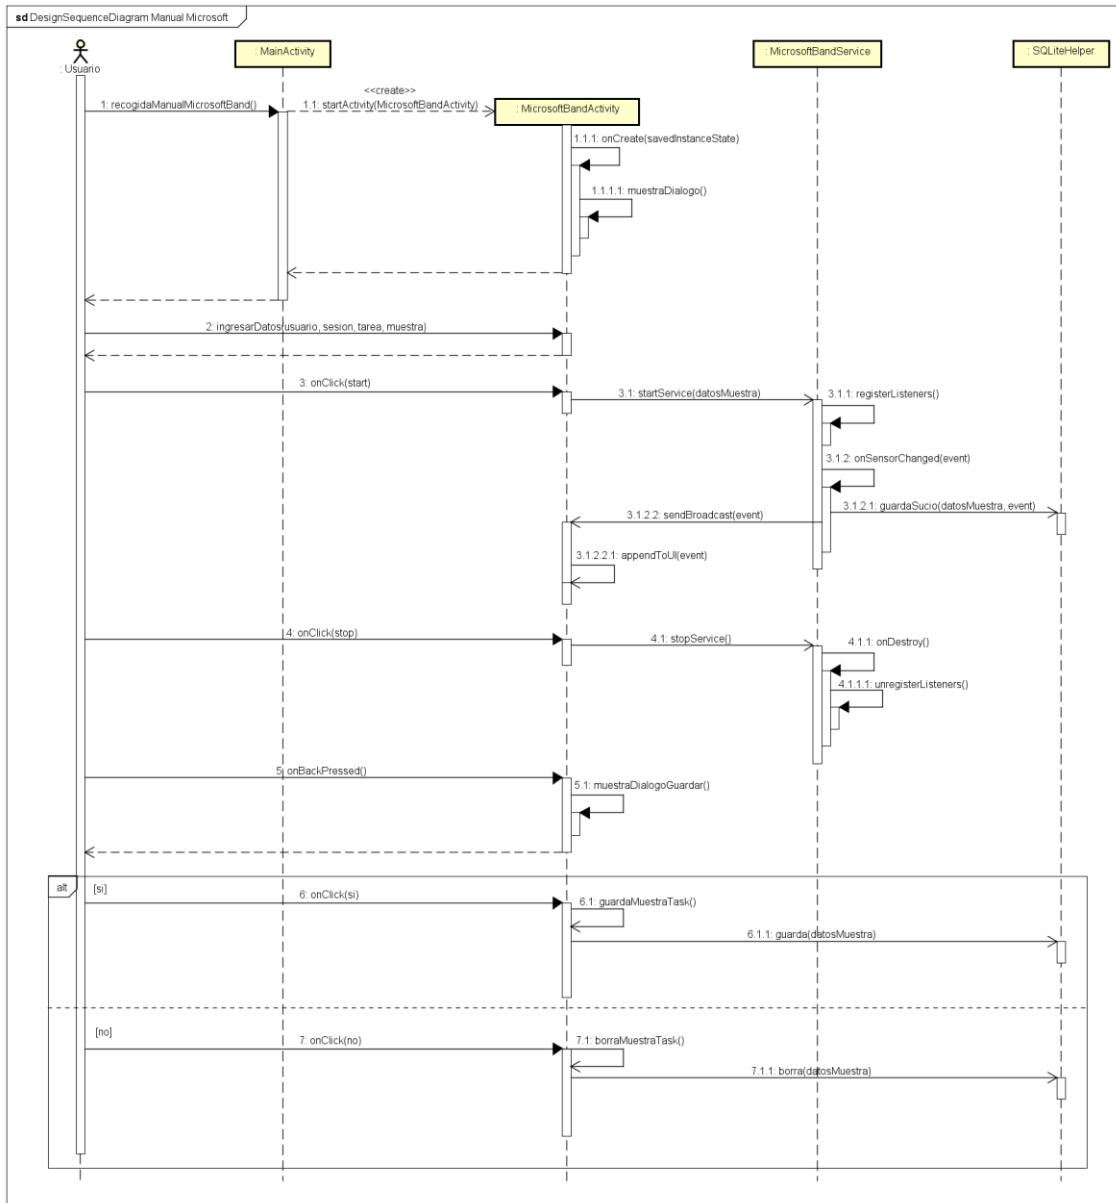 sd DesignSequenceDiagram Manual Microsoft
: Usuario
: MainActivity
: MicrosoftBandService
: SQLiteHelper
<<create>>
1: recogidaManualMicrosoftBand()
1.1: startActivity(MicrosoftBandActivity)
: MicrosoftBandActivity
1.1.1: onCreate(savedInstanceState)
1.1.1.1: muestraDialogo()
2: ingresarDatos(usuario, sesion, tarea, muestra)
3: onClick(start)
3.1: startService(datosMuestra)
3.1.1: registerListeners()
3.1.2: onSensorChanged(event)
3.1.2.1: guardaSucio(datosMuestra, event)
3.1.2.2: sendBroadcast(event)
3.1.2.2.1: appendToUI(event)
4: onClick(stop)
4.1: stopService()
4.1.1: onDestroy()
4.1.1.1: unregisterListeners()
5: onBackPressed()
5.1: muestraDialogoGuardar()
alt
[si]
6: onClick(si)
6.1: guardaMuestraTask()
6.1.1: guarda(datosMuestra)
[no]
7: onClick(no)
7.1: borraMuestraTask()
7.1.1: borra(datosMuestra)